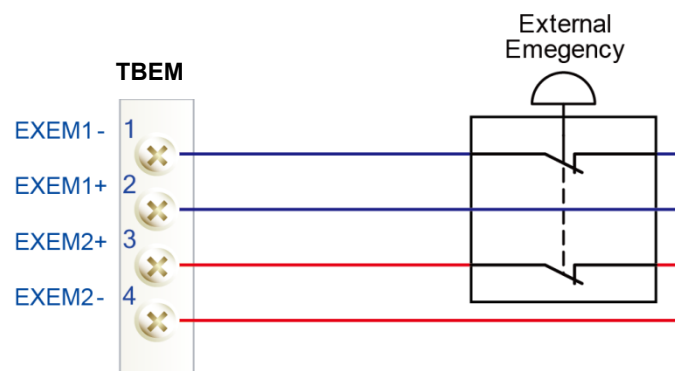 External
Emegency
TBEM
EXEM1- 1
EXEM1+ 2
EXEM2+ 3
EXEM2- 4